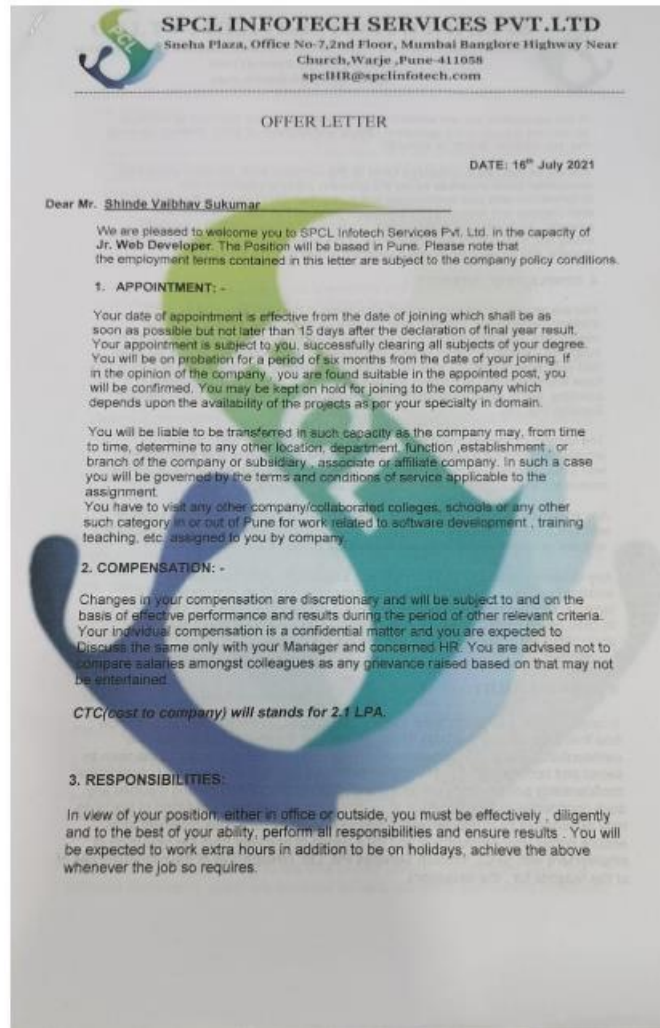 SPCL INFOTECH SERVICES PVT.LTD
Sneha Plaza, Office No-7,2nd Floor, Mumbai Banglore Highway Near
Church,Warje ,Pune-411058
spclHR@spclinfotech.com
OFFER LETTER
DATE: 16th July 2021
Dear Mr. Shinde Vaibhav Sukumar
We are pleased to welcome you to SPCL Infotech Services Pvt. Ltd. in the capacity of
Jr. Web Developer. The Position will be based in Pune. Please note that
the employment terms contained in this letter are subject to the company policy conditions.
1. APPOINTMENT: -
Your date of appointment is effective from the date of joining which shall be as
soon as possible but not later than 15 days after the declaration of final year result.
Your appointment is subject to you, successfully clearing all subjects of your degree.
You will be on probation for a period of six months from the date of your joining. If
in the opinion of the company , you are found suitable in the appointed post, you
will be confirmed. You may be kept on hold for joining to the company which
depends upon the availability of the projects as per your specialty in domain.
You will be liable to be transferred in such capacity as the company may, from time
to time, determine to any other location, department, function ,establishment , or
branch of the company or subsidiary , associate or affiliate company. In such a case
you will be governed by the terms and conditions of service applicable to the
assignment.
You have to visit any other company/collaborated colleges, schools or any other
such category in or out of Pune for work related to software development , training
teaching, etc. assigned to you by company.
2. COMPENSATION: -
Changes in your compensation are discretionary and will be subject to and on the
basis of effective performance and results during the period of other relevant criteria.
Your individual compensation is a confidential matter and you are expected to
Discuss the same only with your Manager and concerned HR. You are advised not to
compare salaries amongst colleagues as any grievance raised based on that may not
be entertained.
CTC(cost to company) will stands for 2.1 LPA.
3. RESPONSIBILITIES:
In view of your position, either in office or outside, you must be effectively , diligently
and to the best of your ability, perform all responsibilities and ensure results . You will
be expected to work extra hours in addition to be on holidays, achieve the above
whenever the job so requires.